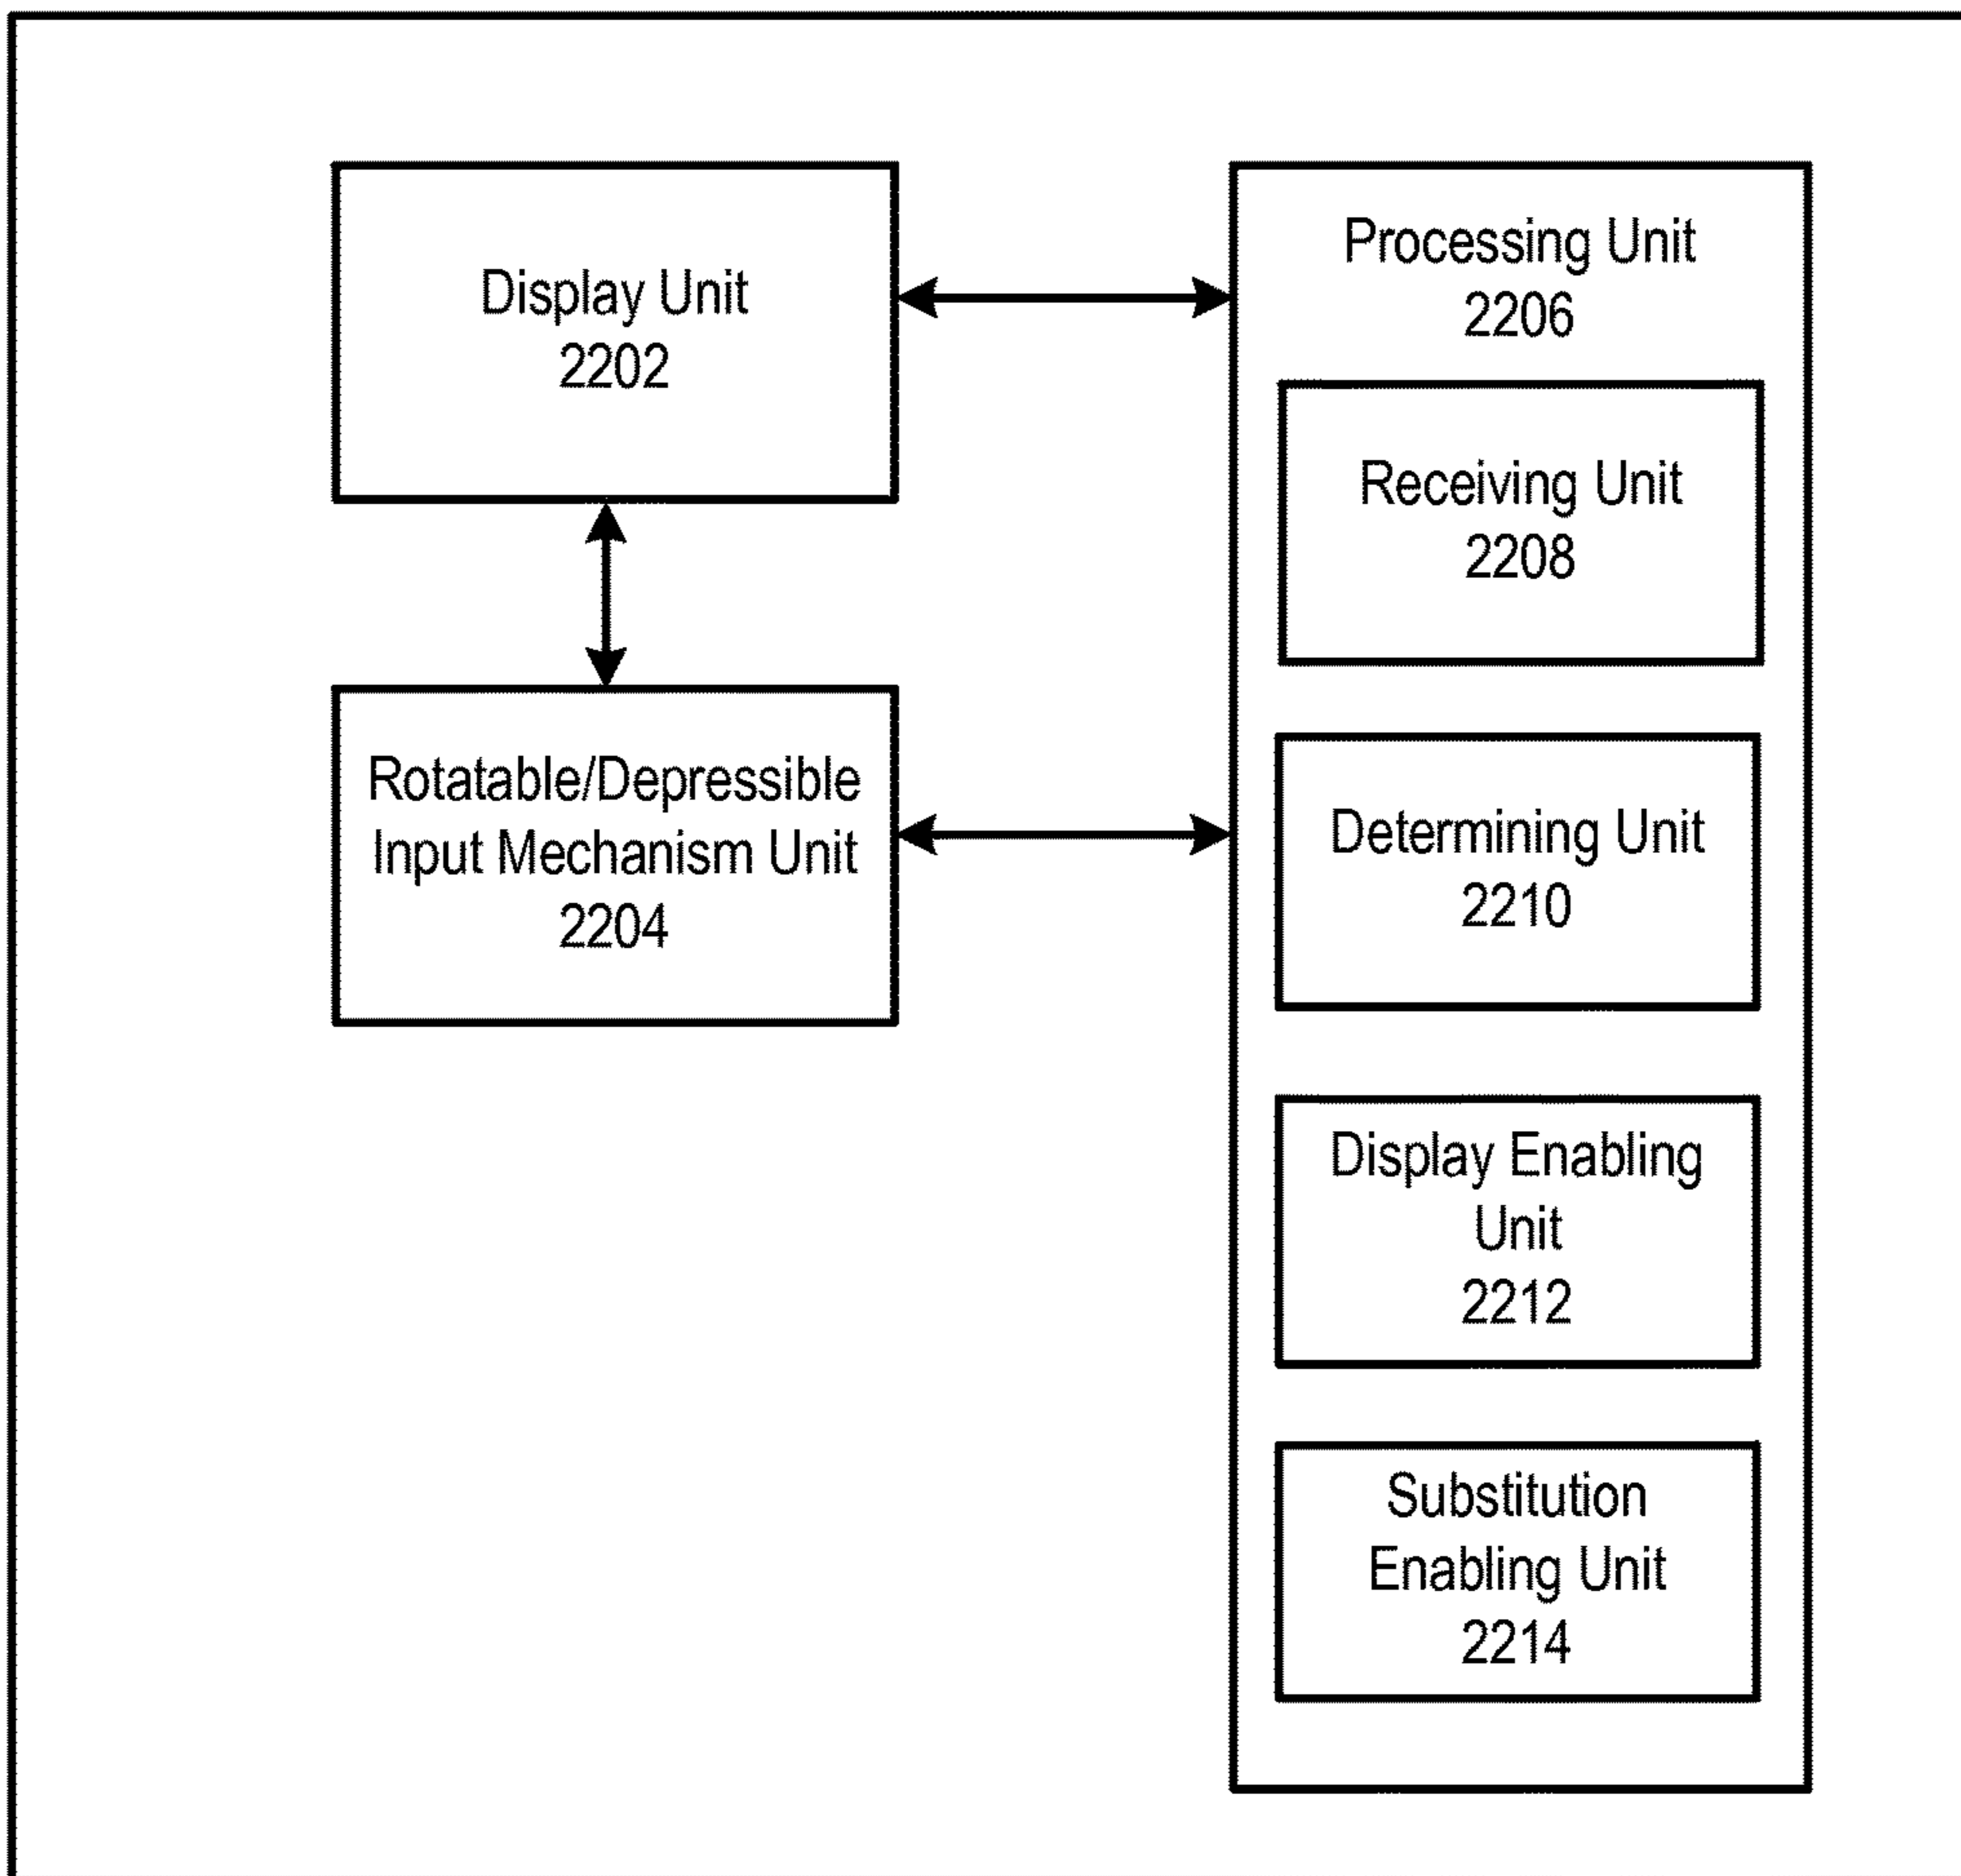 Display Unit
2202
Rotatable/Depressible
Input Mechanism Unit
2204
Processing Unit
2206
Receiving Unit
2208
Determining Unit
2210
Display Enabling
Unit
2212
Substitution
Enabling Unit
2214